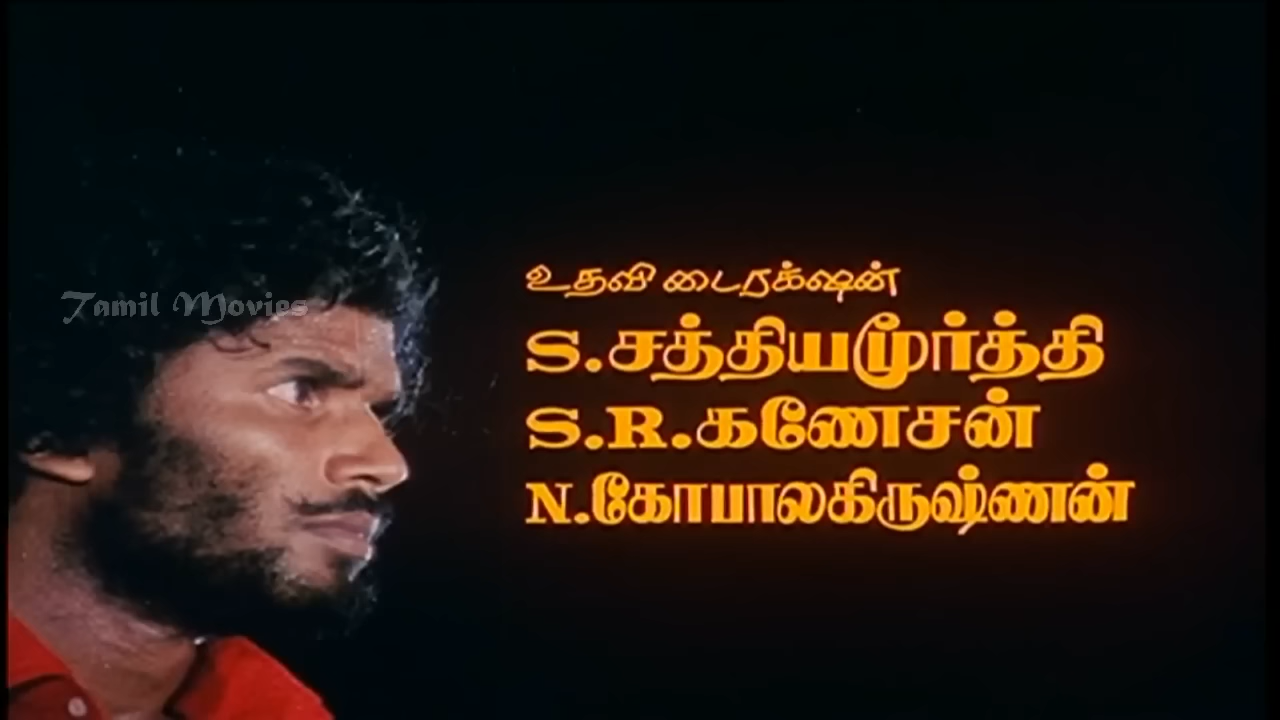 Tamil Movies
உதவி டைரக்‌ஷன்
S.சத்தியமூர்த்தி
S.R.கணேசன்
N.கோபாலகிருஷ்ணன்